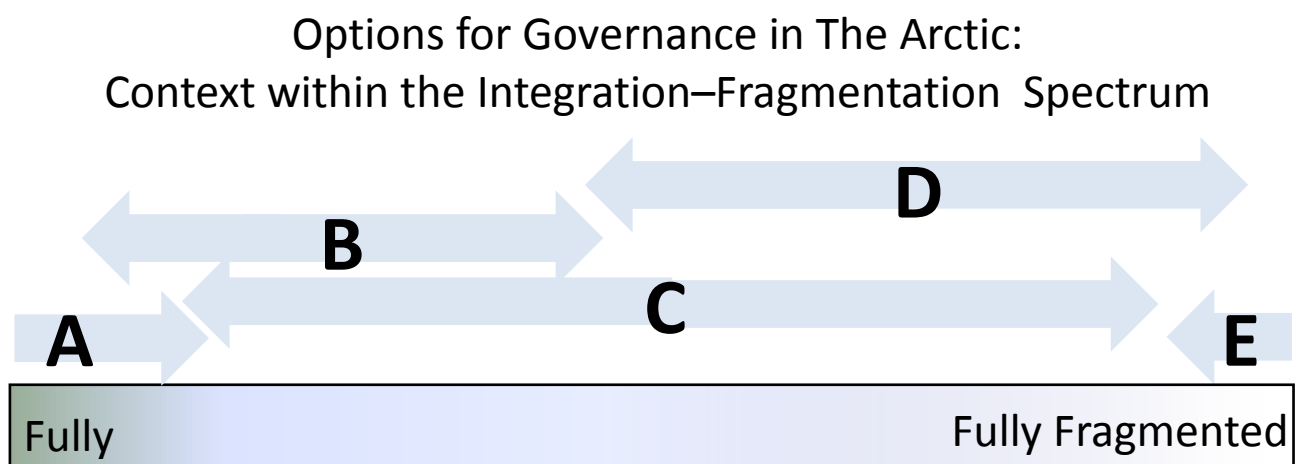 Options for Governance in The Arctic:
Context within the Integration–Fragmentation Spectrum
D
B
C
A
E
Fully
Fully Fragmented